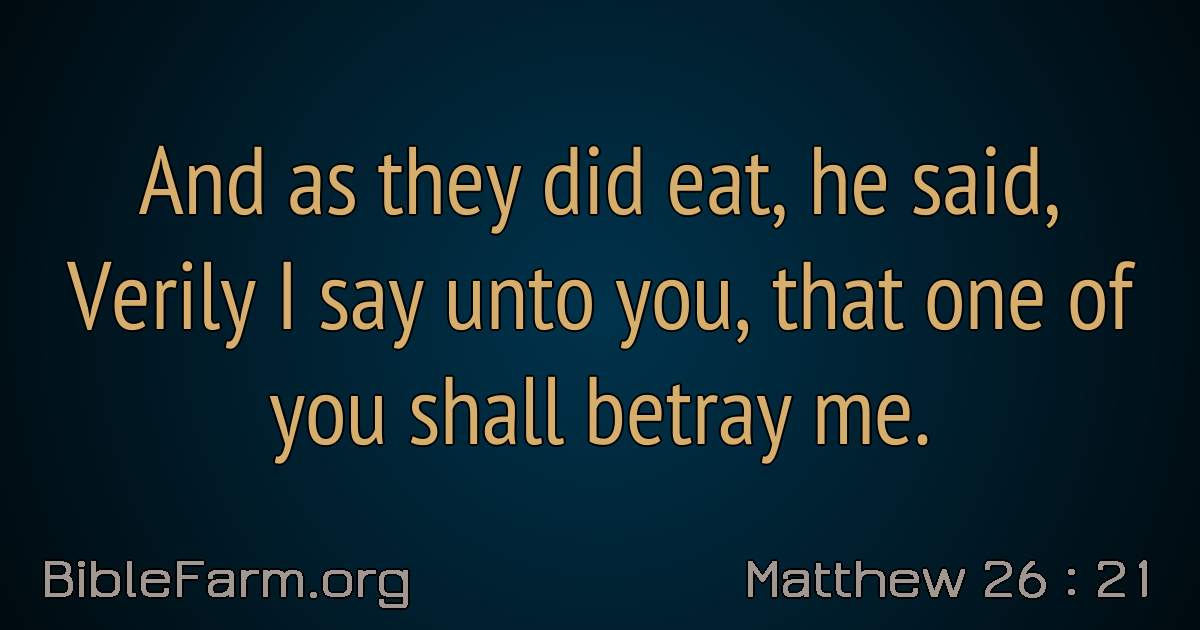 And as they did eat, he said,
Verily I say unto you, that one of
you shall betray me.
BibleFarm.org
Matthew 26 : 21